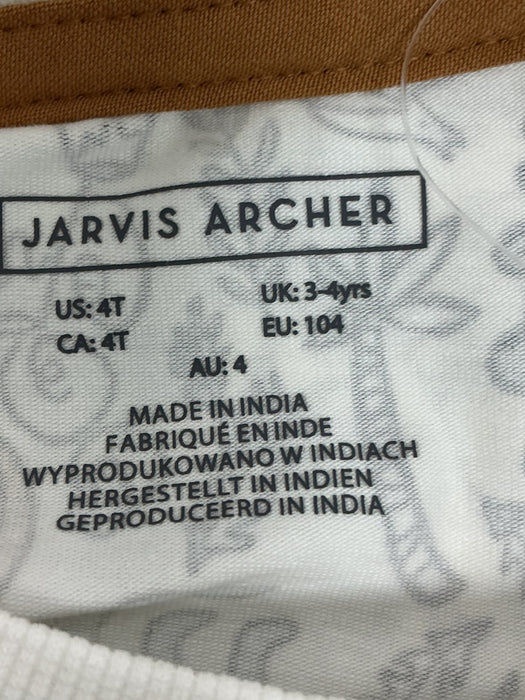 JARVIS ARCHER
US: 4T UK: 3-4yrs
CA: 4T EU: 104
AU: 4
MADE IN INDIA
FABRIQUÉ EN INDE
WYPRODUKOWANO W INDIACH
HERGESTELLT IN INDIEN
GEPRODUCEERD IN INDIA